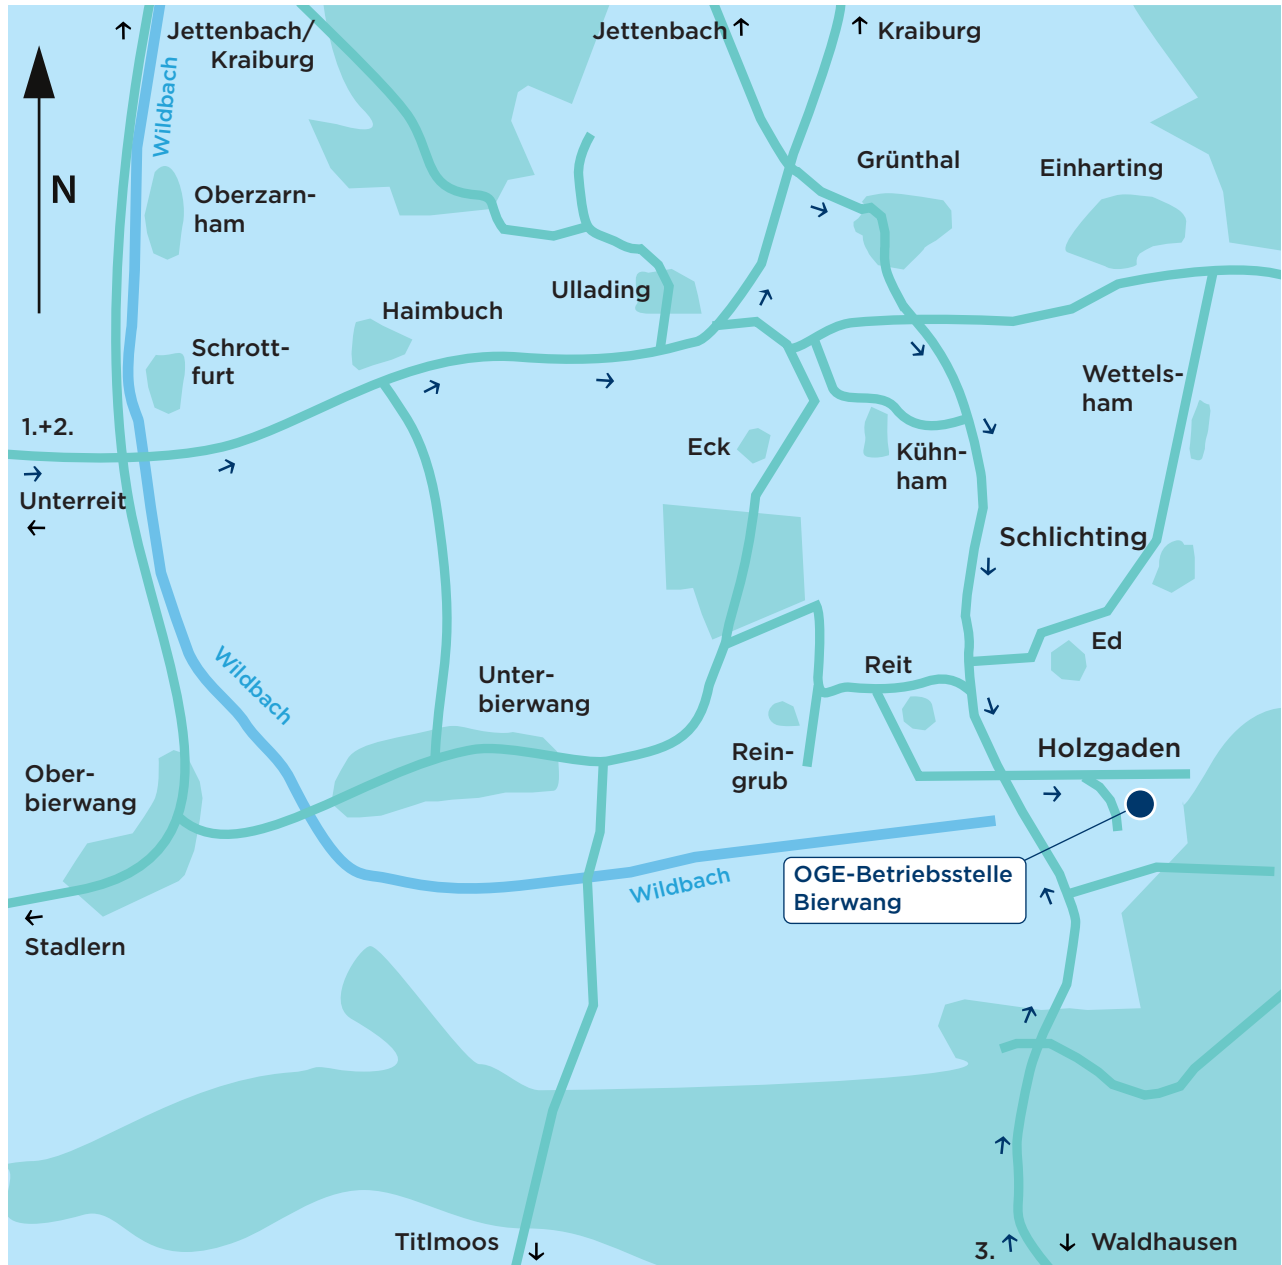 Jettenbach/
Kraiburg
Jettenbach
Kraiburg
Wildbach
N
Oberzarn-
ham
Grünthal
Einharting
Ullading
Haimbuch
Schrott-
furt
Wettels-
ham
1.+2.
Unterreit
Eck
Kühn-
ham
Schlichting
Ed
Reit
Unter-
bierwang
Wildbach
Rein-
grub
Holzgaden
Ober-
bierwang
Wildbach
OGE-Betriebsstelle
Bierwang
Stadlern
Titlmoos
3.
Waldhausen